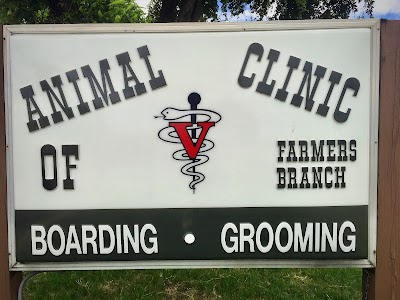 ANIMAL CLINIC
V
OF FARMERS
BRANCH
BOARDING • GROOMING